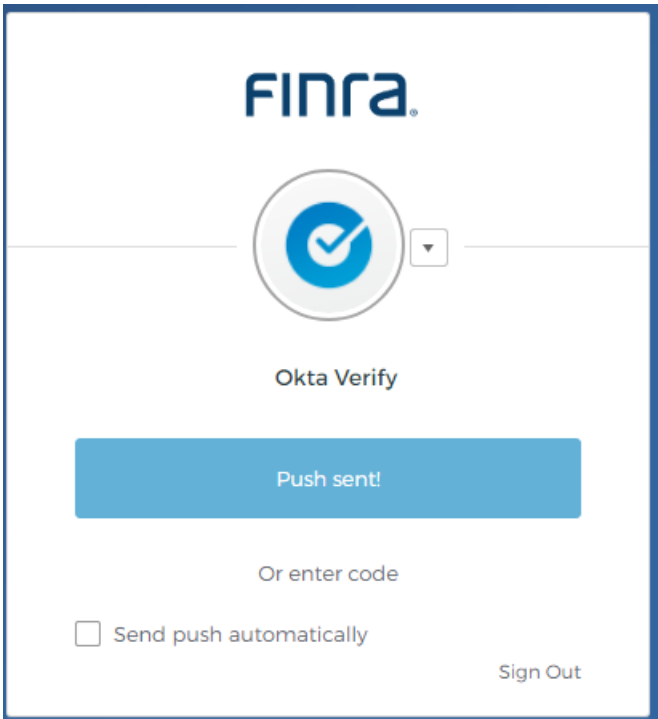 Finra®
Okta Verify
Push sent!
Or enter code
Send push automatically
Sign Out